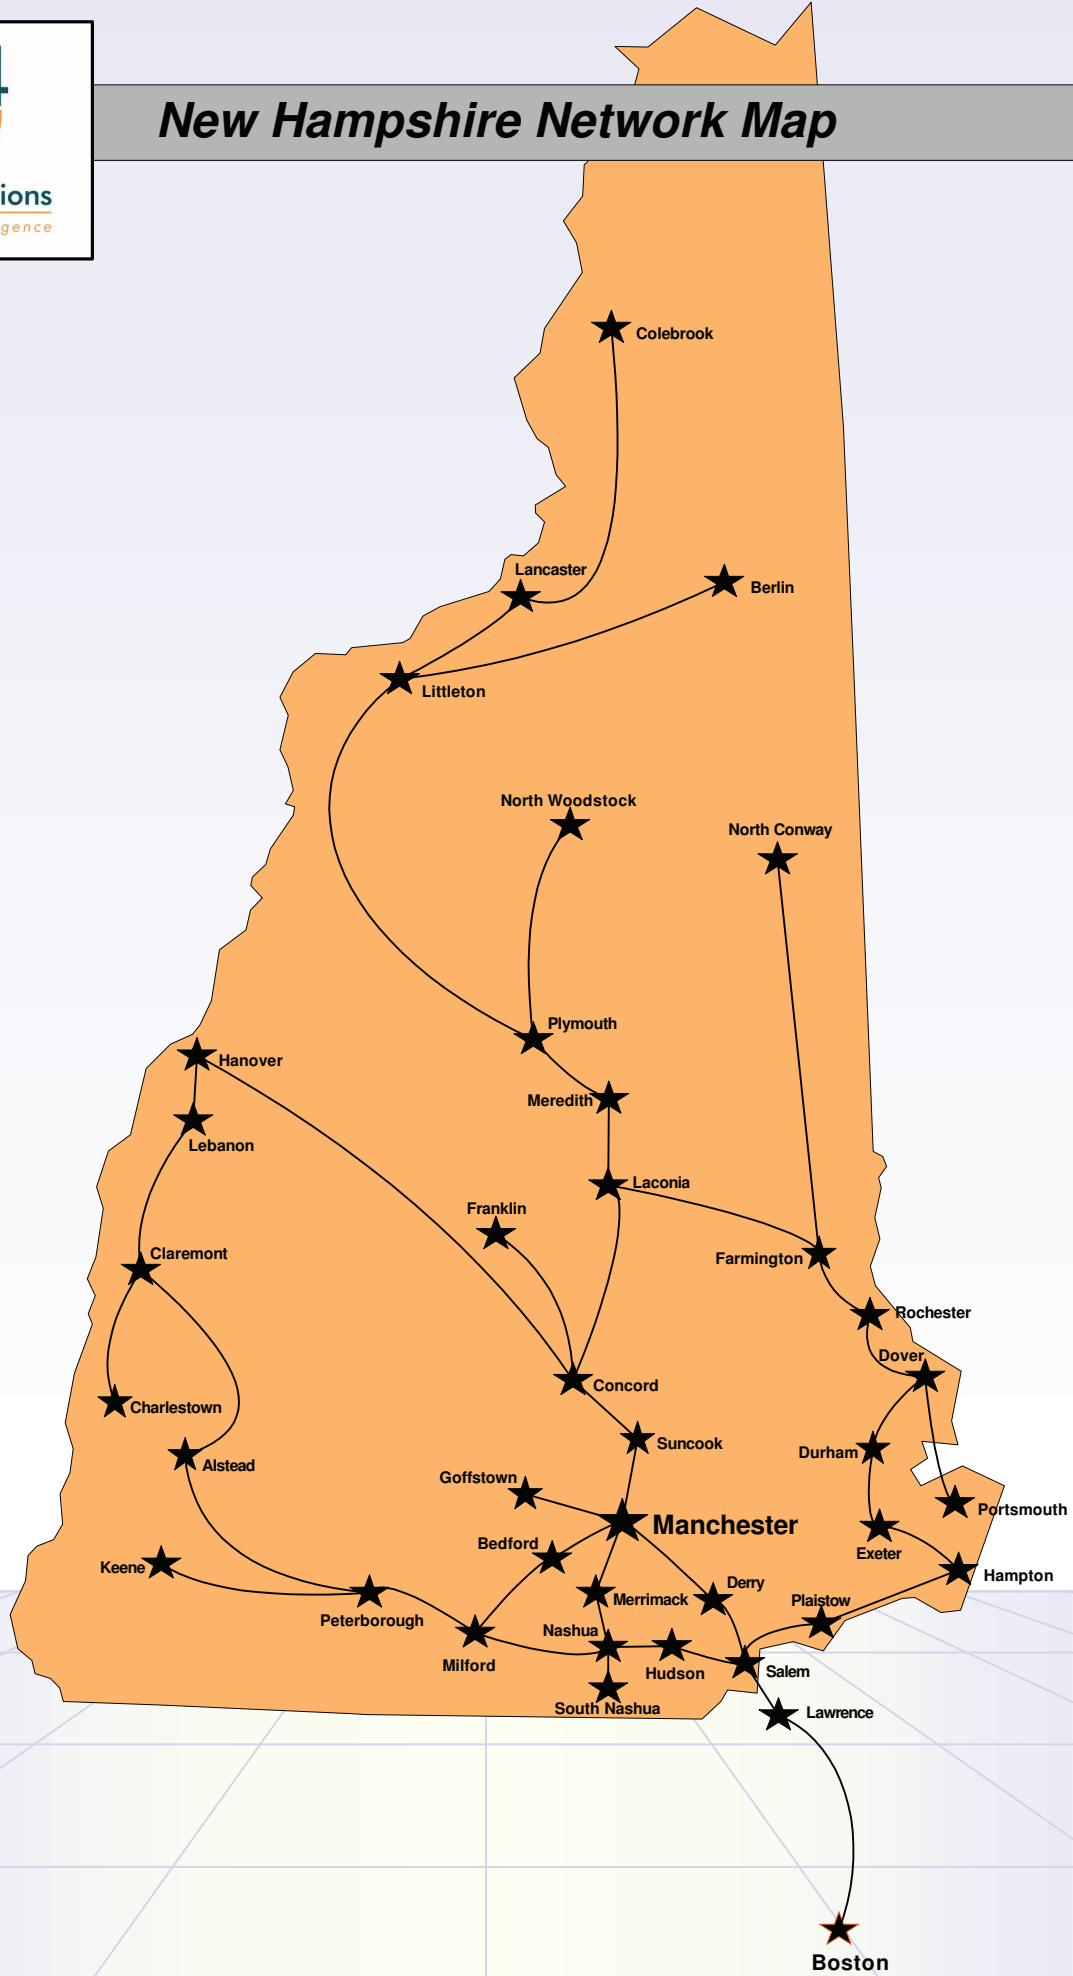 New Hampshire Network Map
ions
gence
Colebrook
Lancaster
Berlin
Littleton
North Woodstock
North Conway
Plymouth
Hanover
Meredith
Lebanon
Laconia
Franklin
Claremont
Farmington
Rochester
Dover
Concord
Charlestown
Suncook
Durham
Alstead
Goffstown
Portsmouth
Manchester
Bedford
Exeter
Keene
Hampton
Derry
Merrimack
Plaistow
Peterborough
Nashua
Milford
Hudson
Salem
South Nashua
Lawrence
Boston